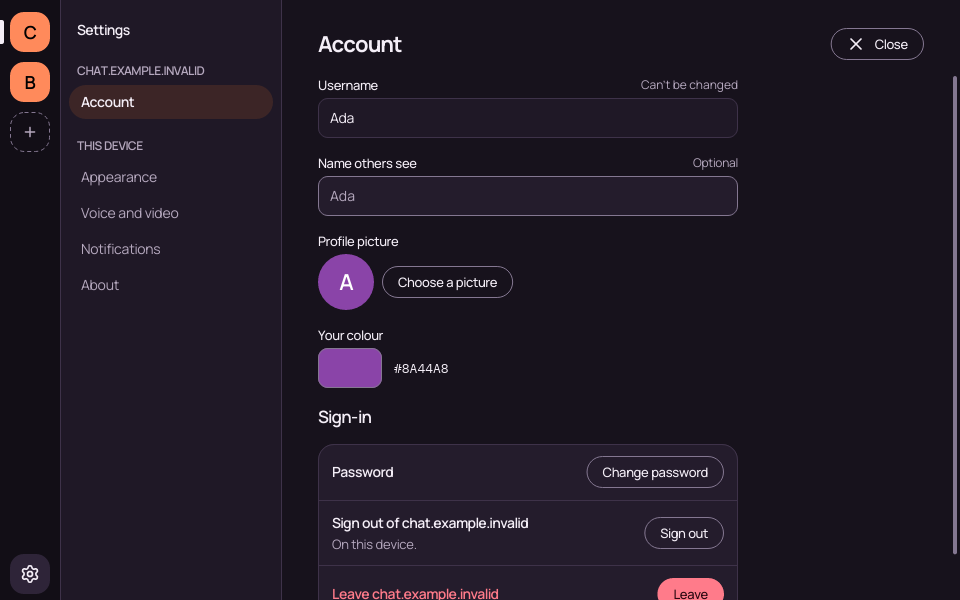 C
Settings
Account
Close
B
CHAT.EXAMPLE.INVALID
Username
Can't be changed
Account
Ada
THIS DEVICE
Name others see
Optional
Appearance
Ada
Voice and video
Notifications
Profile picture
About
A
Choose a picture
Your colour
#8A44A8
Sign-in
Password
Change password
Sign out of chat.example.invalid
On this device.
Sign out
Leave chat.example.invalid
Leave